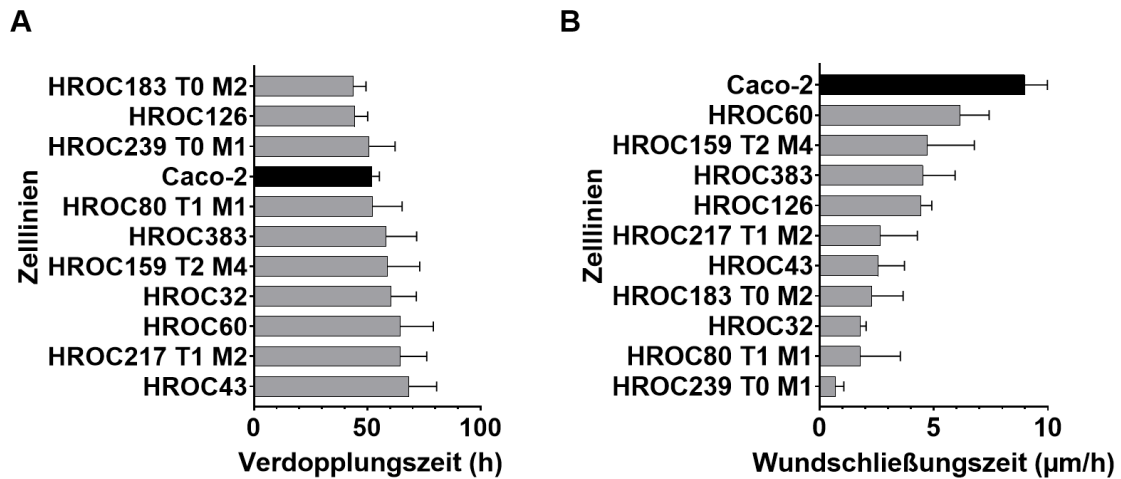 A
Zelllinien
HROC183 T0 M2
HROC126
HROC239 T0 M1
Caco-2
HROC80 T1 M1
HROC383
HROC159 T2 M4
HROC32
HROC60
HROC217 T1 M2
HROC43
0 50 100
Verdopplungszeit (h)
B
Zelllinien
Caco-2
HROC60
HROC159 T2 M4
HROC383
HROC126
HROC217 T1 M2
HROC43
HROC183 T0 M2
HROC32
HROC80 T1 M1
HROC239 T0 M1
0 5 10
Wundschließungszeit (µm/h)